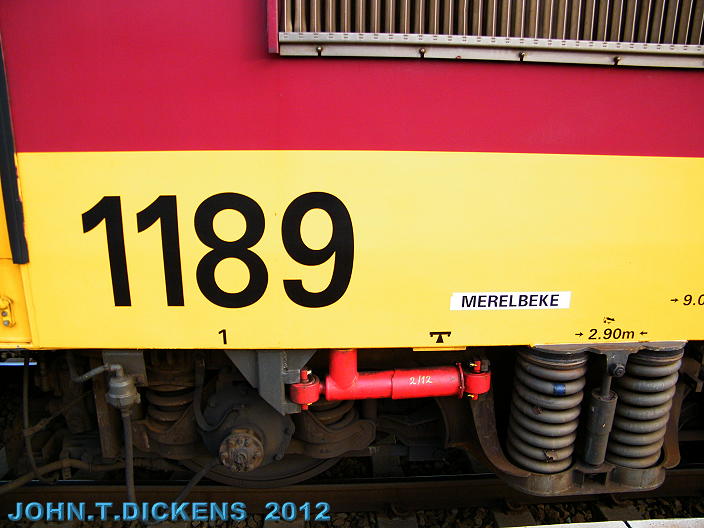 1189
MERELBEKE
→ 9.0
1
→ 2.90m ←
2/12
JOHN.T.DICKENS 2012